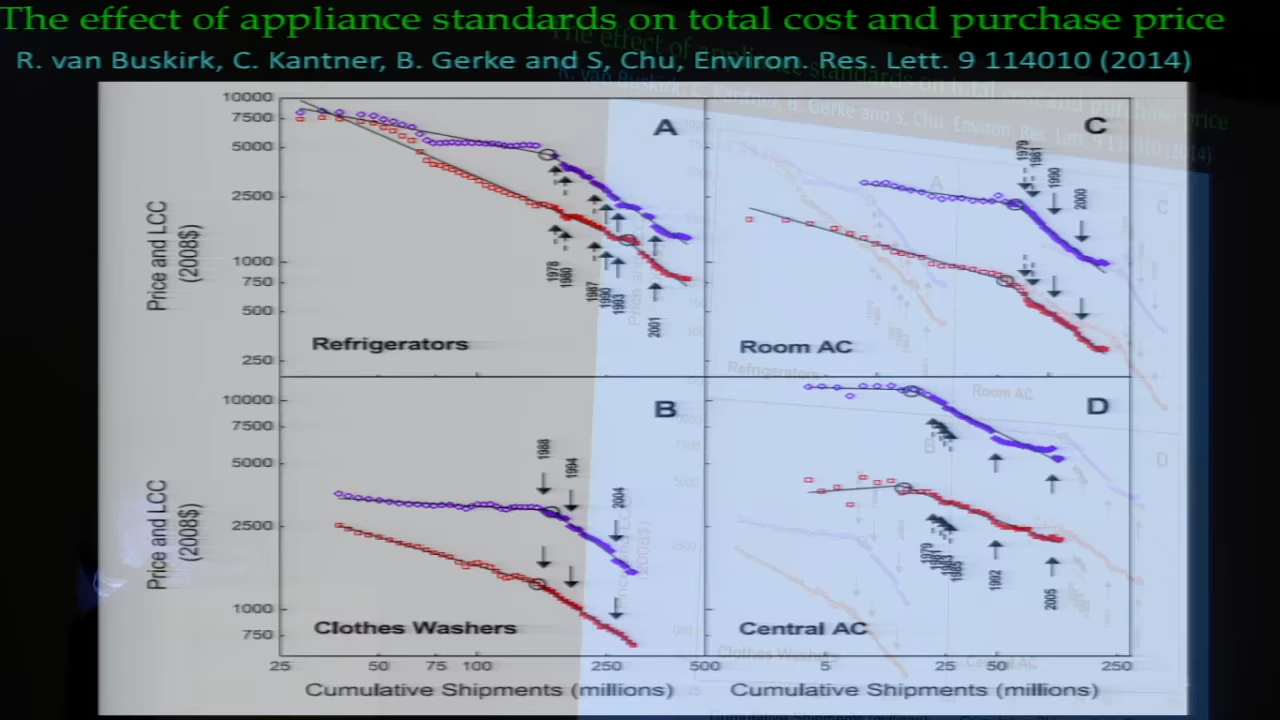 The effect of appliance standards on total cost and purchase price
R. van Buskirk, C. Kantner, B. Gerke and S, Chu, Environ. Res. Lett. 9 114010 (2014)
10000
7500
5000
2500
1000
750
500
250
Price and LCC
(2008$)
A
1978
1980
1987
1990
1993
2001
Refrigerators
C
1979
1981
1990
2000
Room AC
10000
7500
5000
2500
1000
750
Price and LCC
(2008$)
B
1988
1994
2004
Clothes Washers
D
1979
1981
1983
1985
1992
2005
Central AC
25 50 75 100 250 500 5 25 50 250
Cumulative Shipments (millions) Cumulative Shipments (millions)